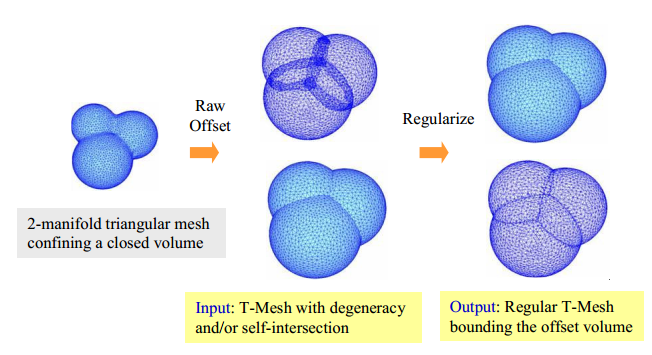 Raw
Offset
Regularize
2-manifold triangular mesh
confining a closed volume
Input: T-Mesh with degeneracy
and/or self-intersection
Output: Regular T-Mesh
bounding the offset volume